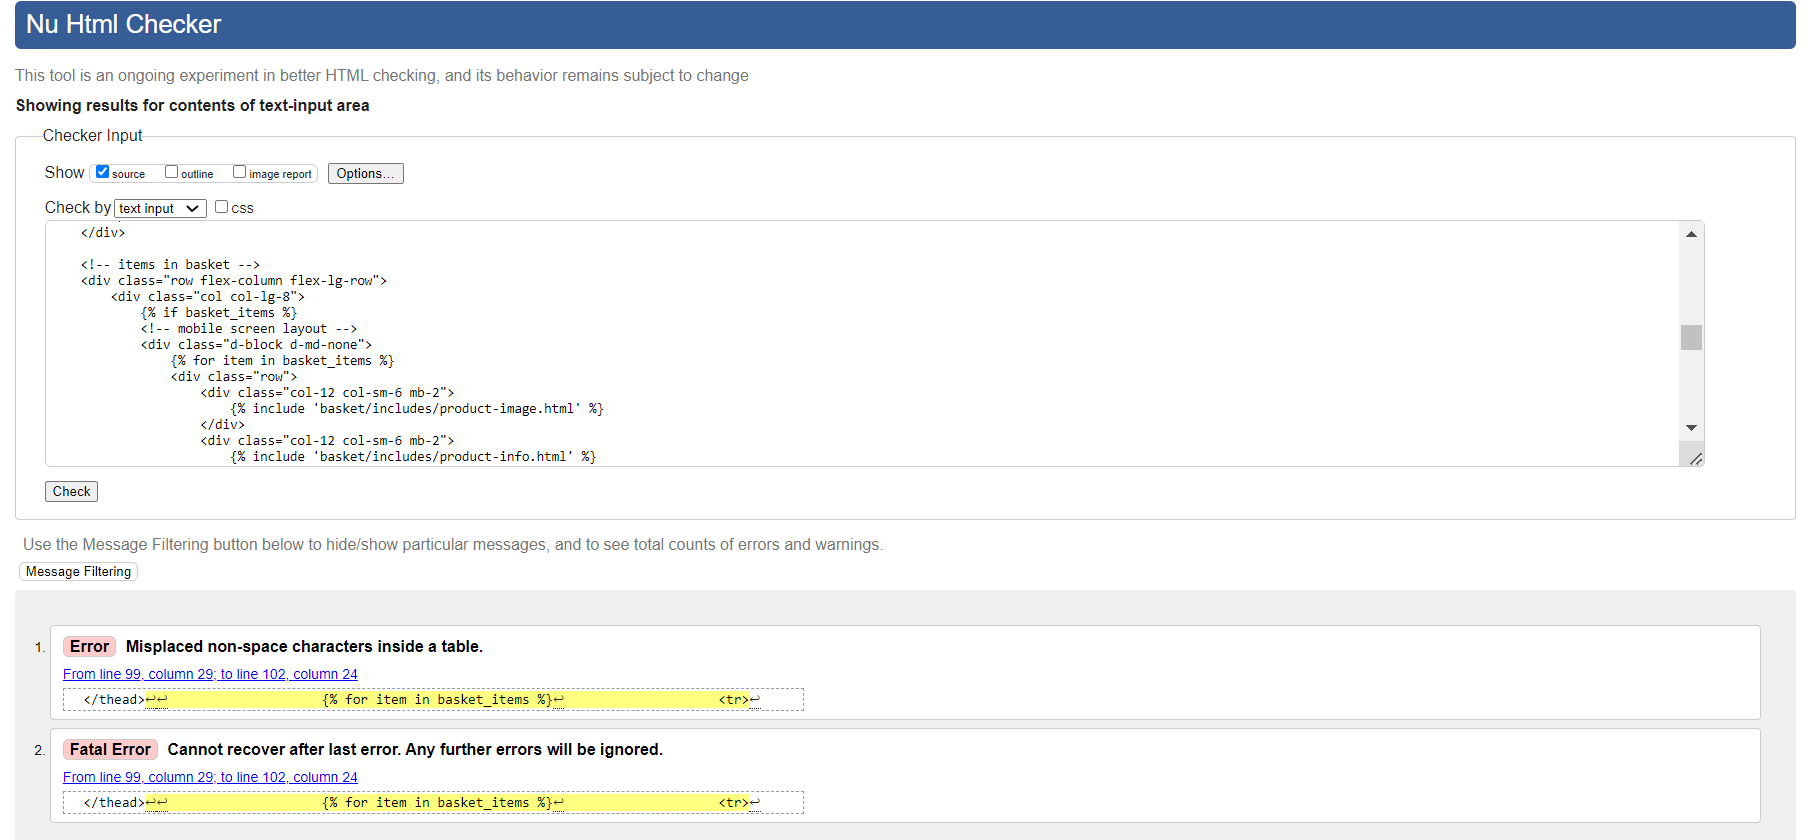 Nu Html Checker
This tool is an ongoing experiment in better HTML checking, and its behavior remains subject to change
Showing results for contents of text-input area
Checker Input
Show source outline image report Options...
Check by text input css
</div>
<!-- items in basket -->
<div class="row flex-column flex-lg-row">
<div class="col col-lg-8">
{% if basket_items %}
<!-- mobile screen layout -->
<div class="d-block d-md-none">
{% for item in basket_items %}
<div class="row">
<div class="col-12 col-sm-6 mb-2">
{% include 'basket/includes/product-image.html' %}
</div>
<div class="col-12 col-sm-6 mb-2">
{% include 'basket/includes/product-info.html' %}
Check
Use the Message Filtering button below to hide/show particular messages, and to see total counts of errors and warnings.
Message Filtering
1. Error Misplaced non-space characters inside a table.
From line 99, column 29; to line 102, column 24
</thead>↩↩ {% for item in basket_items %}↩ <tr>↩
2. Fatal Error Cannot recover after last error. Any further errors will be ignored.
From line 99, column 29; to line 102, column 24
</thead>↩↩ {% for item in basket_items %}↩ <tr>↩